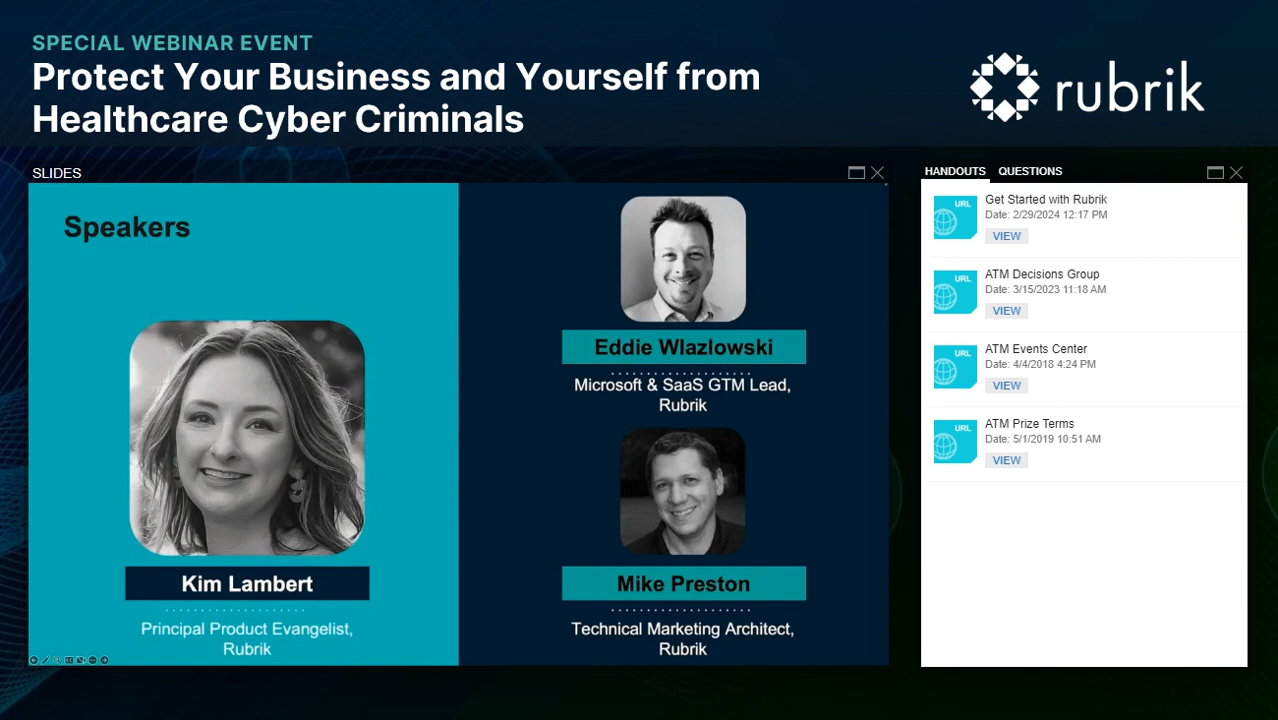 SPECIAL WEBINAR EVENT
Protect Your Business and Yourself from
Healthcare Cyber Criminals
rubrik
SLIDES
Speakers
Kim Lambert
Principal Product Evangelist,
Rubrik
Eddie Wlazlowski
Microsoft & SaaS GTM Lead,
Rubrik
Mike Preston
Technical Marketing Architect,
Rubrik
HANDOUTS QUESTIONS
URL
Get Started with Rubrik
Date: 2/29/2024 12:17 PM
VIEW
URL
ATM Decisions Group
Date: 3/15/2023 11:18 AM
VIEW
URL
ATM Events Center
Date: 4/4/2018 4:24 PM
VIEW
URL
ATM Prize Terms
Date: 5/1/2019 10:51 AM
VIEW